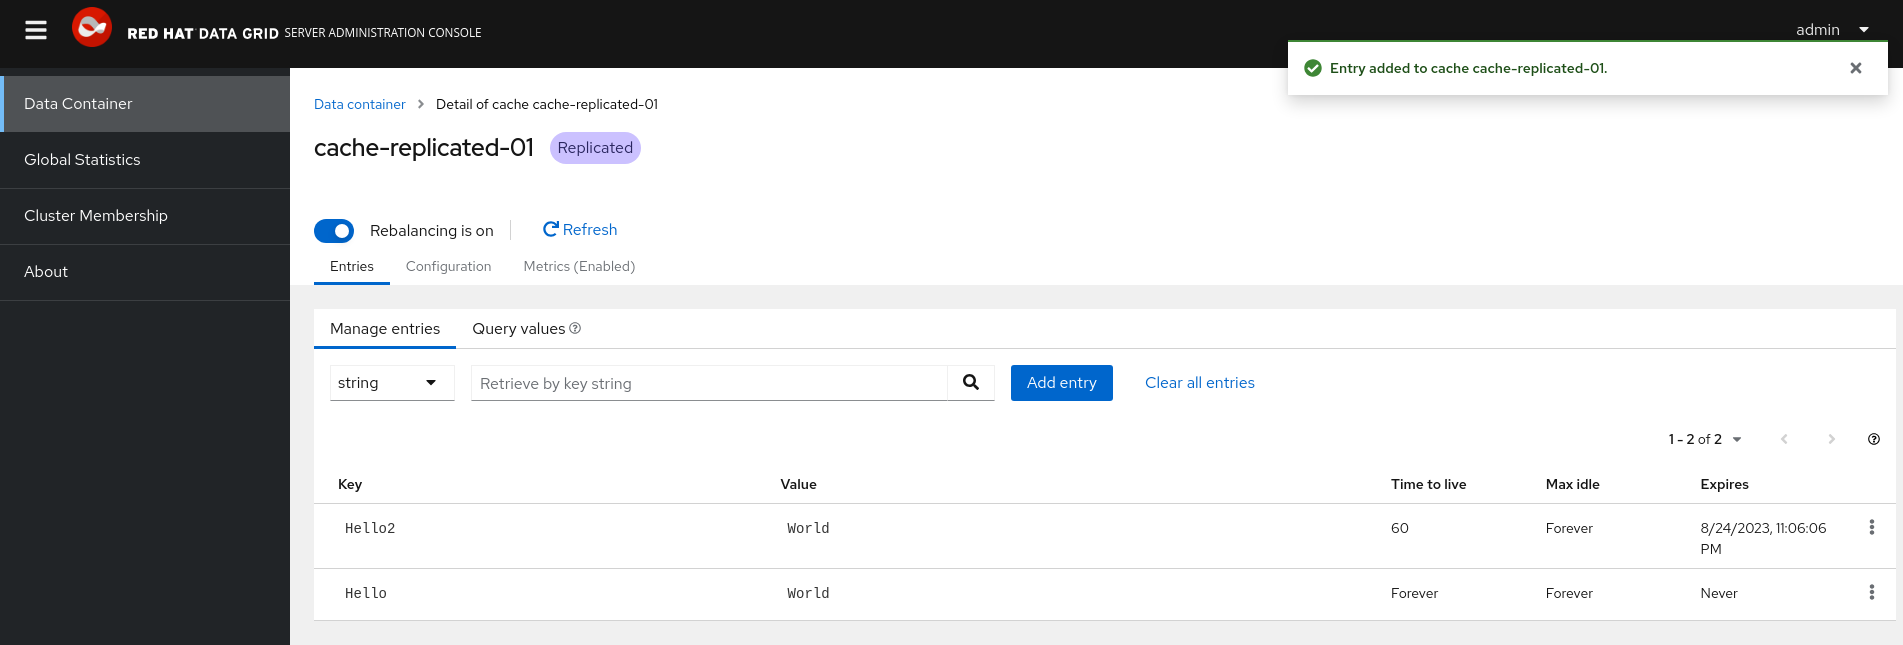 RED HAT DATA GRID SERVER ADMINISTRATION CONSOLE
admin
Entry added to cache cache-replicated-01.
Data Container
Global Statistics
Cluster Membership
About
Data container > Detail of cache cache-replicated-01
cache-replicated-01 Replicated
Rebalancing is on Refresh
Entries Configuration Metrics (Enabled)
Manage entries Query values
string Retrieve by key string Add entry Clear all entries
1 - 2 of 2
Key Value Time to live Max idle Expires
Hello2 World 60 Forever 8/24/2023, 11:06:06
PM
Hello World Forever Forever Never